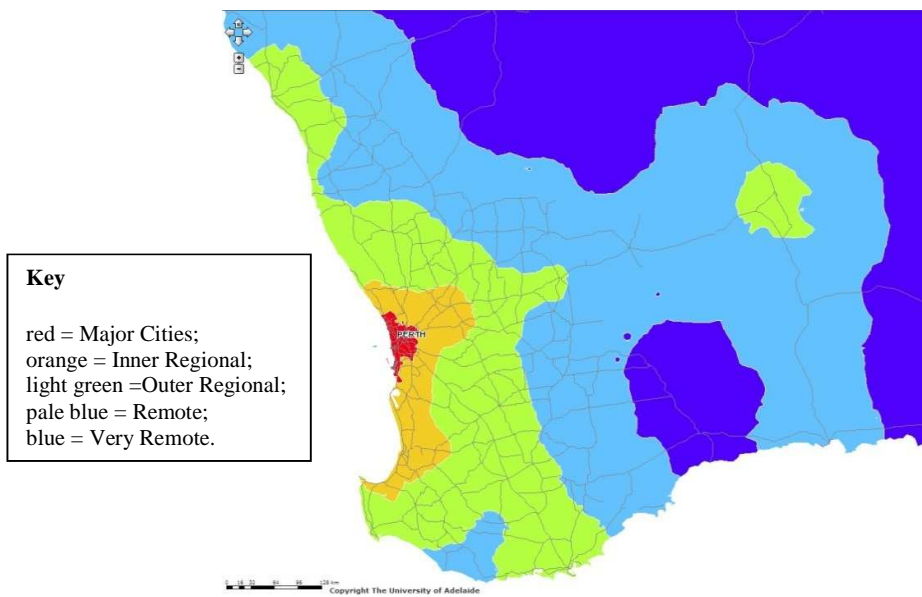 Key
red = Major Cities;
orange = Inner Regional;
light green =Outer Regional;
pale blue = Remote;
blue = Very Remote.
PERTH
Copyright The University of Adelaide